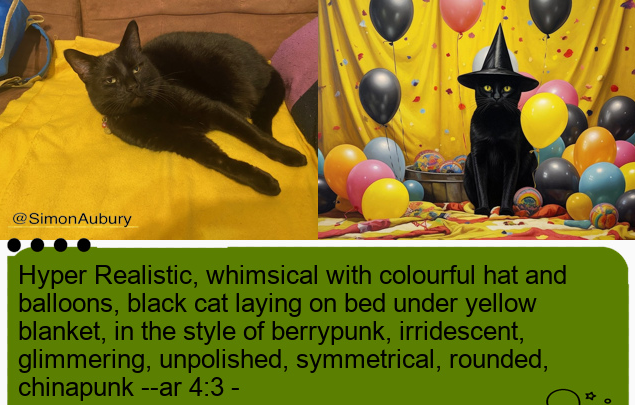 @SimonAubury
Hyper Realistic, whimsical with colourful hat and
balloons, black cat laying on bed under yellow
blanket, in the style of berrypunk, irridescent,
glimmering, unpolished, symmetrical, rounded,
chinapunk --ar 4:3 -